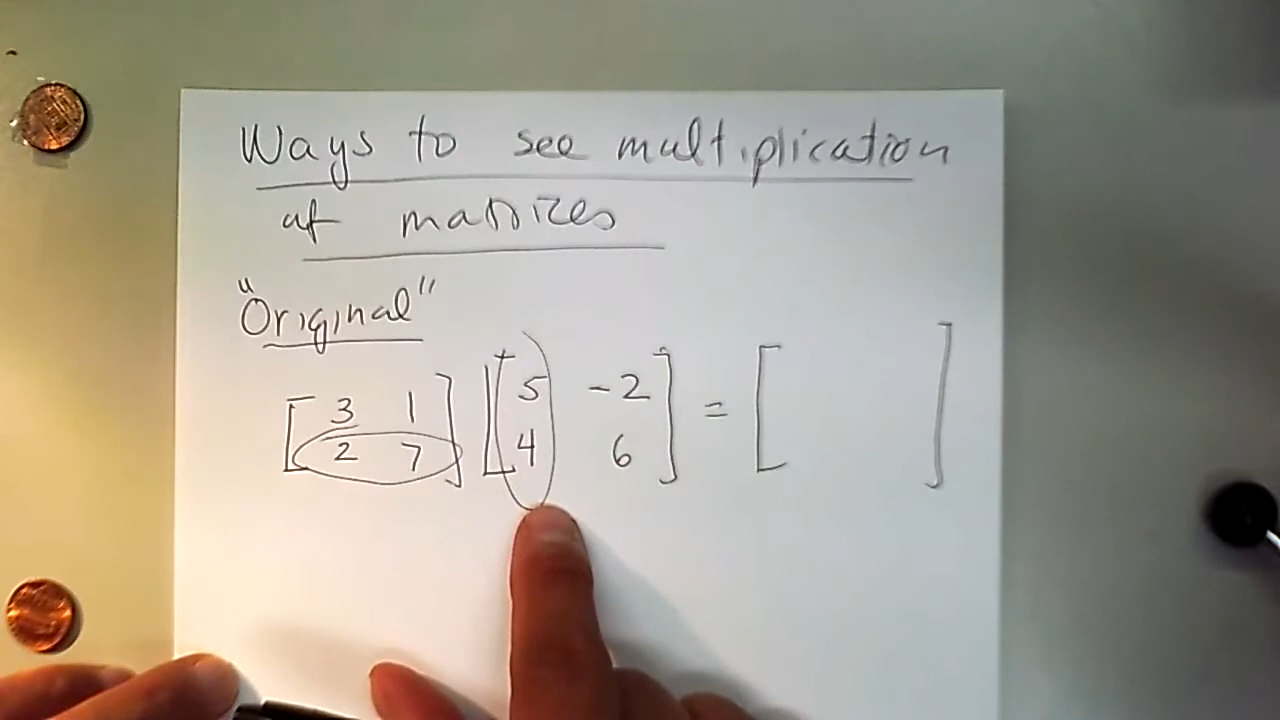 Ways to see multiplication
of matrizes
"Original"
[ 3 1 ] [ 5 -2 ] = [ ]
[ 2 7 ] [ 4 6 ]